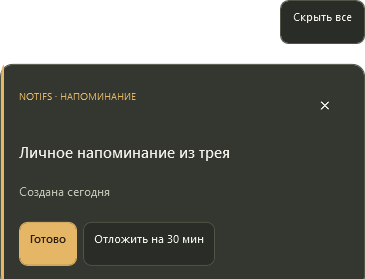 Скрыть все
NOTIFS · НАПОМИНАНИЕ
Личное напоминание из трея
Создана сегодня
Готово
Отложить на 30 мин